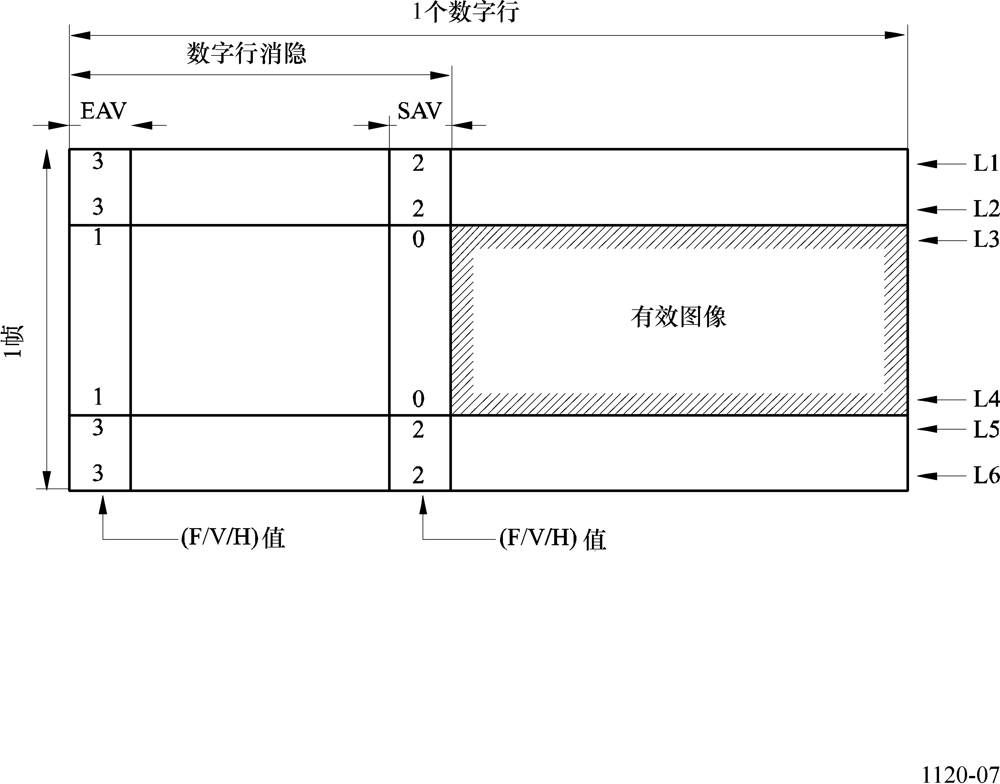 1个数字行
数字行消隐
EAV SAV
3 2 L1
3 2 L2
1 0 L3
有效图像
1帧
1 0 L4
3 2 L5
3 2 L6
(F/V/H) 值 (F/V/H) 值
1120-07